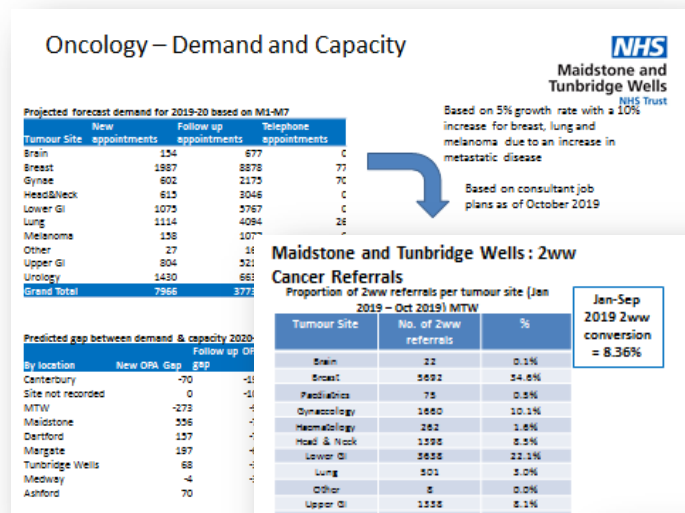 Oncology – Demand and Capacity
NHS
Maidstone and
Tunbridge Wells
NHS Trust
Projected forecast demand for 2019-20 based on M1-M7
Tumour Site New appointments Follow up appointments Telephone appointments
Brain 154 677 0
Breast 1987 8878 77
Gynae 602 2175 70
Head&Neck 615 3046 0
Lower GI 1075 5767 0
Lung 1114 4094 26
Melanoma 158
Other 27
Upper GI 804
Urology 1430
Grand Total 7966
Based on 5% growth rate with a 10%
increase for breast, lung and
melanoma due to an increase in
metastatic disease
Based on consultant job
plans as of October 2019
Predicted gap between demand & capacity 2020-
By location New OPA Gap Follow up gap
Canterbury -70
Site not recorded 0
MTW -273
Maidstone 556
Dartford 157
Margate 197
Tunbridge Wells 68
Medway -4
Ashford 70
Maidstone and Tunbridge Wells : 2ww
Cancer Referrals
Proportion of 2ww referrals per tumour site (Jan
2019 – Oct 2019) MTW
Tumour Site No. of 2ww referrals %
Brain 22 0.1%
Breast 5692 34.6%
Paediatrics 75 0.5%
Gynaecology 1660 10.1%
Haematology 262 1.6%
Head & Neck 1398 8.5%
Lower GI 3638 22.1%
Lung 501 3.0%
Other 8 0.0%
Upper GI 1338 8.1%
Jan-Sep
2019 2ww
conversion
= 8.36%